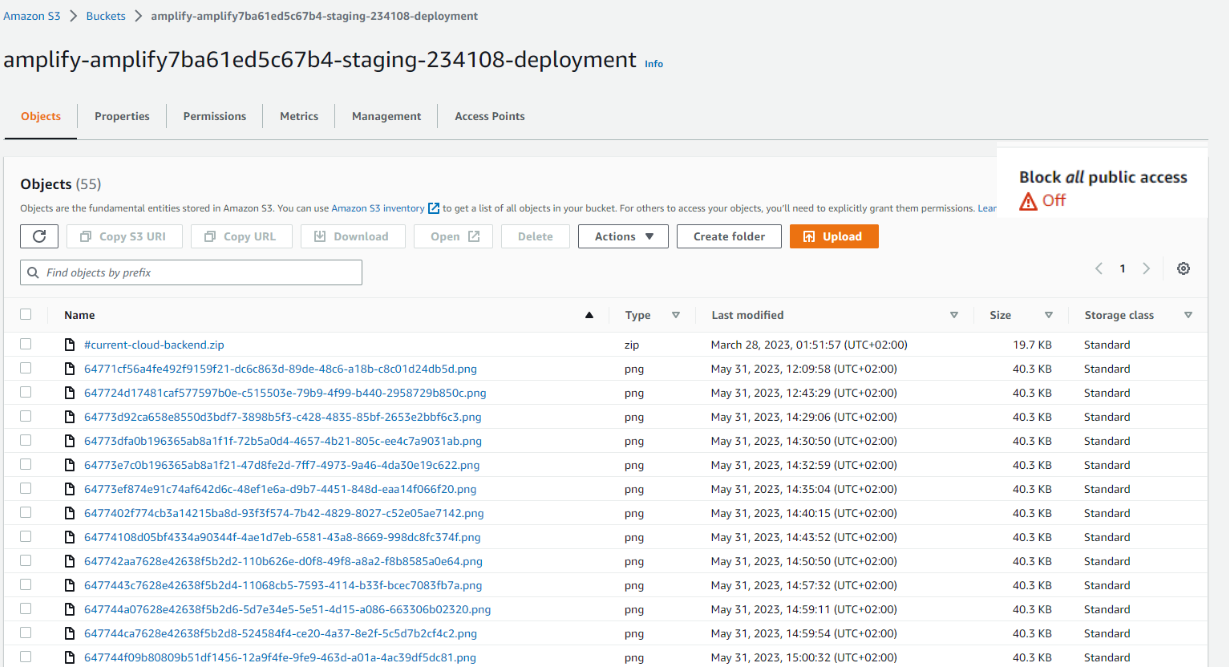 Amazon S3 > Buckets > amplify-amplify7ba61ed5c67b4-staging-234108-deployment
amplify-amplify7ba61ed5c67b4-staging-234108-deployment Info
Objects Properties Permissions Metrics Management Access Points
Block all public access
Off
Objects (55)
Objects are the fundamental entities stored in Amazon S3. You can use Amazon S3 inventory to get a list of all objects in your bucket. For others to access your objects, you'll need to explicitly grant them permissions. Lear
Copy S3 URI Copy URL Download Open Delete Actions Create folder Upload
Find objects by prefix
1
Name Type Last modified Size Storage class
#current-cloud-backend.zip zip March 28, 2023, 01:51:57 (UTC+02:00) 19.7 KB Standard
64771cf56a4fe492f9159f21-dc6c863d-89de-48c6-a18b-c8c01d24db5d.png png May 31, 2023, 12:09:58 (UTC+02:00) 40.3 KB Standard
647724d17481caf577597b0e-c515503e-79b9-4f99-b440-2958729b850c.png png May 31, 2023, 12:43:29 (UTC+02:00) 40.3 KB Standard
64773d92ca658e8550d3bdf7-3898b5f3-c428-4835-85bf-2653e2bbf6c3.png png May 31, 2023, 14:29:06 (UTC+02:00) 40.3 KB Standard
64773dfa0b196365ab8a1f1f-72b5a0d4-4657-4b21-805c-ee4c7a9031ab.png png May 31, 2023, 14:30:50 (UTC+02:00) 40.3 KB Standard
64773e7c0b196365ab8a1f21-47d8fe2d-7ff7-4973-9a46-4da30e19c622.png png May 31, 2023, 14:32:59 (UTC+02:00) 40.3 KB Standard
64773ef874e91c74af642d6c-48ef1e6a-d9b7-4451-848d-eaa14f066f20.png png May 31, 2023, 14:35:04 (UTC+02:00) 40.3 KB Standard
6477402f774cb3a14215ba8d-93f3f574-7b42-4829-8027-c52e05ae7142.png png May 31, 2023, 14:40:15 (UTC+02:00) 40.3 KB Standard
64774108d05bf4334a90344f-4ae1d7eb-6581-43a8-8669-998dc8fc374f.png png May 31, 2023, 14:43:52 (UTC+02:00) 40.3 KB Standard
647742aa7628e42638f5b2d2-110b626e-d0f8-49f8-a8a2-f8b8585a0e64.png png May 31, 2023, 14:50:50 (UTC+02:00) 40.3 KB Standard
6477443c7628e42638f5b2d4-11068cb5-7593-4114-b33f-bcec7083fb7a.png png May 31, 2023, 14:57:32 (UTC+02:00) 40.3 KB Standard
647744a07628e42638f5b2d6-5d7e34e5-5e51-4d15-a086-663306b02320.png png May 31, 2023, 14:59:11 (UTC+02:00) 40.3 KB Standard
647744ca7628e42638f5b2d8-524584f4-ce20-4a37-8e2f-5c5d7b2cf4c2.png png May 31, 2023, 14:59:54 (UTC+02:00) 40.3 KB Standard
647744f09b80809b51df1456-12a9f4fe-9fe9-463d-a01a-4ac39df5dc81.png png May 31, 2023, 15:00:32 (UTC+02:00) 40.3 KB Standard